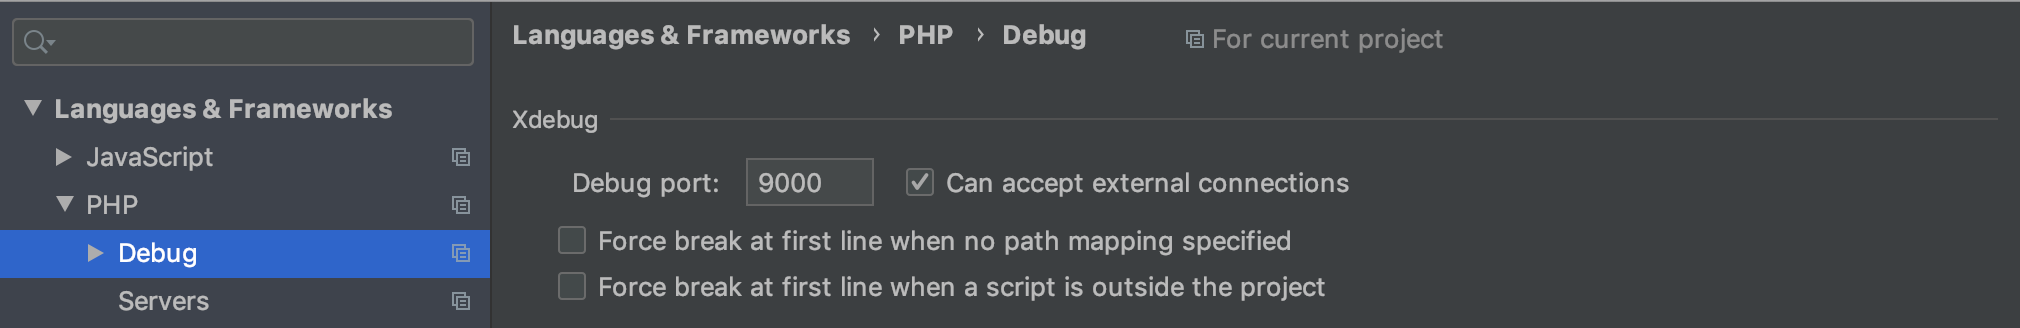 Languages & Frameworks
JavaScript
PHP
Debug
Servers
Languages & Frameworks › PHP › Debug For current project
Xdebug
Debug port: 9000 Can accept external connections
Force break at first line when no path mapping specified
Force break at first line when a script is outside the project